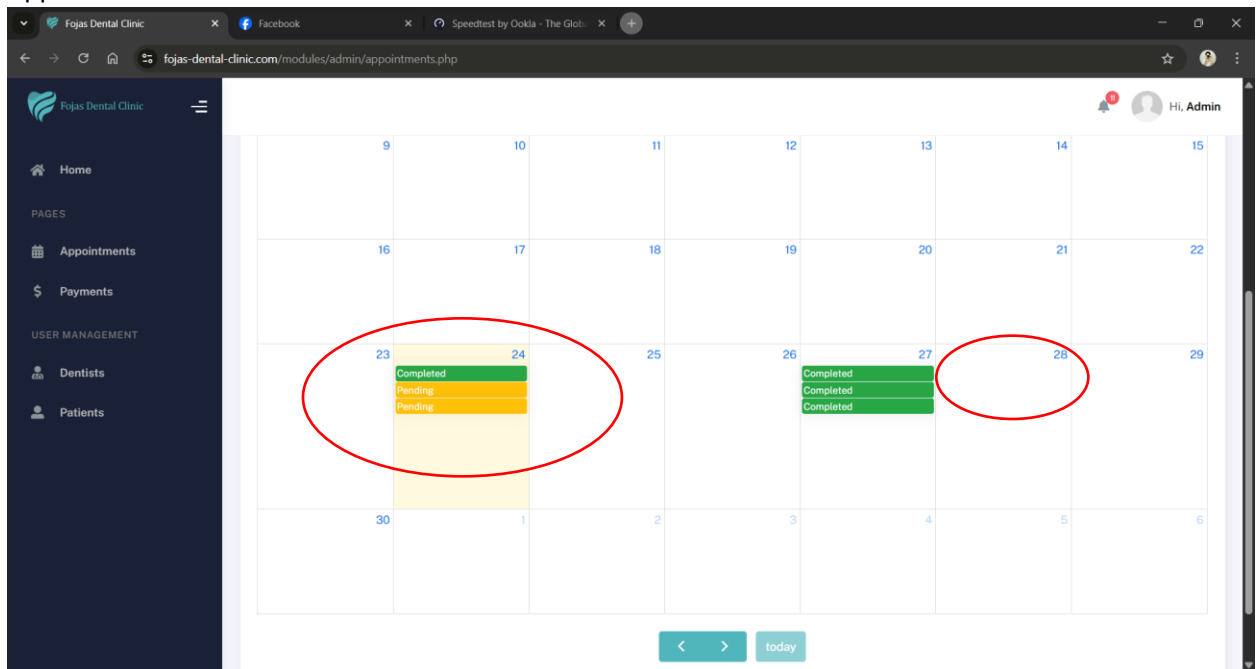 Fojas Dental Clinic
Facebook
Speedtest by Ookla - The Glob
fojas-dental-clinic.com/modules/admin/appointments.php
Fojas Dental Clinic
11
Hi, Admin
Home
PAGES
Appointments
Payments
USER MANAGEMENT
Dentists
Patients
9 10 11 12 13 14 15
16 17 18 19 20 21 22
23 24 25 26 27 28 29
Completed Completed
Pending Completed
Pending Completed
30 1 2 3 4 5 6
< > today